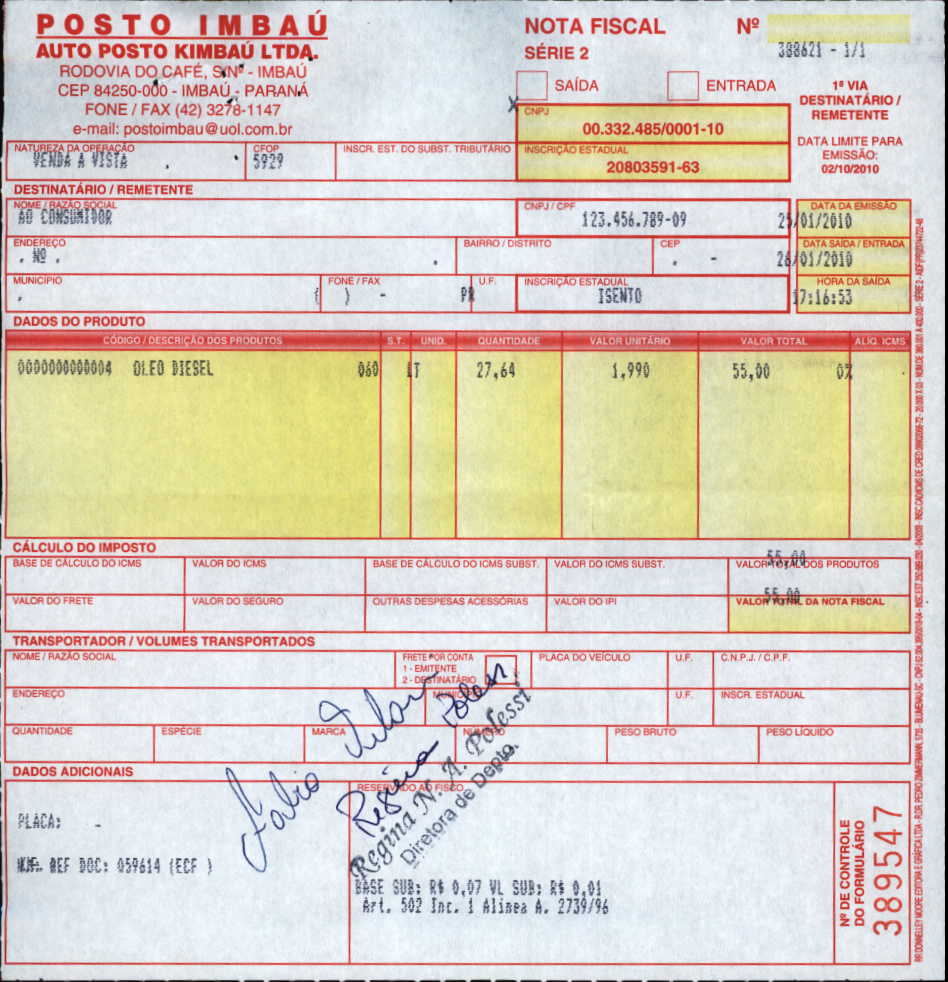 POSTO IMBAÚ
AUTO POSTO KIMBAÚ LTDA.
RODOVIA DO CAFÉ, S/Nº - IMBAÚ
CEP 84250-000 - IMBAÚ - PARANÁ
FONE / FAX (42) 3278-1147
e-mail: postoimbau@uol.com.br
NOTA FISCAL Nº
SÉRIE 2 388621 - 1/1
SAÍDA ENTRADA
X
1ª VIA
DESTINATÁRIO /
REMETENTE
DATA LIMITE PARA
EMISSÃO:
02/10/2010
CNPJ
00.332.485/0001-10
NATUREZA DA OPERAÇÃO CFOP INSCR. EST. DO SUBST. TRIBUTÁRIO INSCRIÇÃO ESTADUAL
VENDA A VISTA . 5929 20803591-63
DESTINATÁRIO / REMETENTE
NOME / RAZÃO SOCIAL CNPJ / CPF DATA DA EMISSÃO
AO CONSUMIDOR 123.456.789-09 25/01/2010
ENDEREÇO BAIRRO / DISTRITO CEP DATA SAÍDA / ENTRADA
. Nº . . . - 26/01/2010
MUNICÍPIO FONE / FAX U.F. INSCRIÇÃO ESTADUAL HORA DA SAÍDA
. ( ) - PR ISENTO 17:16:53
DADOS DO PRODUTO
CÓDIGO / DESCRIÇÃO DOS PRODUTOS S.T. UNID. QUANTIDADE VALOR UNITÁRIO VALOR TOTAL ALÍQ. ICMS
0000000000004 OLEO DIESEL 060 LT 27,64 1,990 55,00 0%
CÁLCULO DO IMPOSTO
BASE DE CÁLCULO DO ICMS VALOR DO ICMS BASE DE CÁLCULO DO ICMS SUBST. VALOR DO ICMS SUBST. VALOR TOTAL DOS PRODUTOS
55,00
VALOR DO FRETE VALOR DO SEGURO OUTRAS DESPESAS ACESSÓRIAS VALOR DO IPI VALOR TOTAL DA NOTA FISCAL
55,00
TRANSPORTADOR / VOLUMES TRANSPORTADOS
NOME / RAZÃO SOCIAL FRETE POR CONTA PLACA DO VEÍCULO U.F. C.N.P.J. / C.P.F.
1 - EMITENTE
2 - DESTINATÁRIO
ENDEREÇO MUNICÍPIO U.F. INSCR. ESTADUAL
QUANTIDADE ESPÉCIE MARCA NÚMERO PESO BRUTO PESO LÍQUIDO
DADOS ADICIONAIS
RESERVADO AO FISCO
Fabio
Regina Polessi
Regina N. A. Polessi
Diretora de Depto.
PLACA: -
REF DOC: 059614 (ECF )
BASE SUB: R$ 0,07 VL SUB: R$ 0,01
Art. 502 Inc. 1 Alinea A. 2739/96
Nº DE CONTROLE
DO FORMULÁRIO
389547